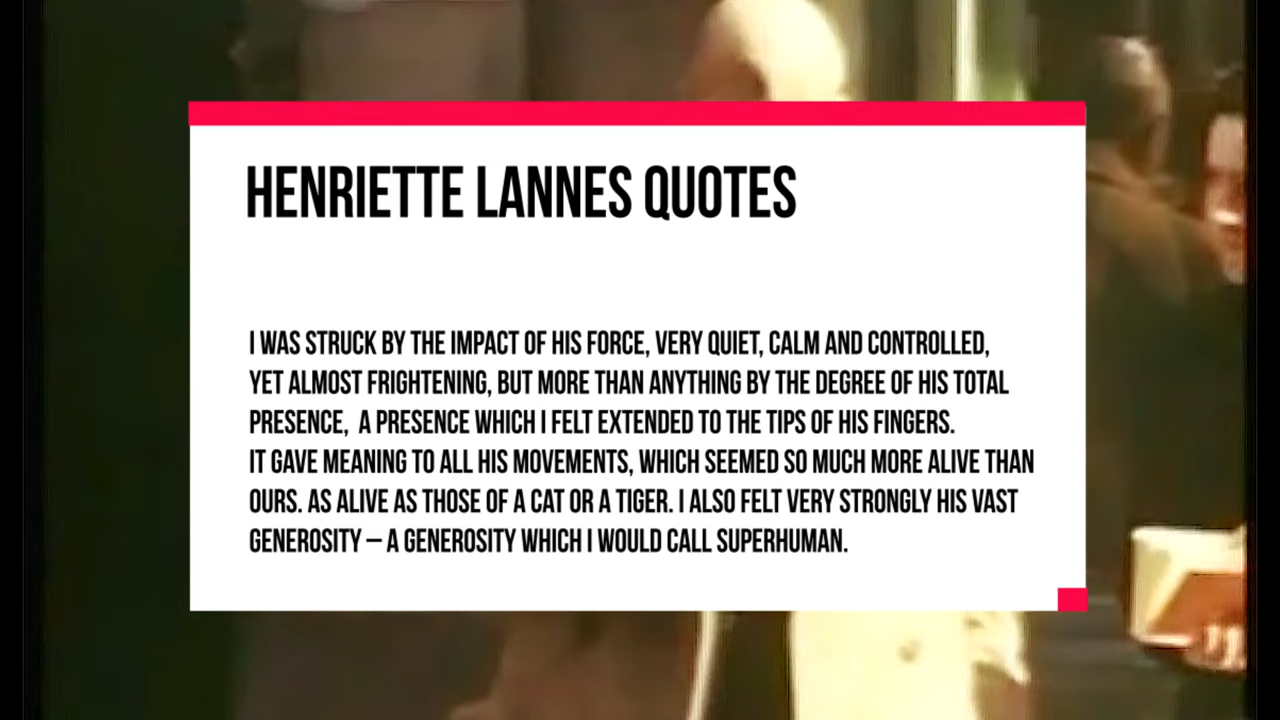 HENRIETTE LANNES QUOTES
I WAS STRUCK BY THE IMPACT OF HIS FORCE, VERY QUIET, CALM AND CONTROLLED,
YET ALMOST FRIGHTENING, BUT MORE THAN ANYTHING BY THE DEGREE OF HIS TOTAL
PRESENCE,  A PRESENCE WHICH I FELT EXTENDED TO THE TIPS OF HIS FINGERS.
IT GAVE MEANING TO ALL HIS MOVEMENTS, WHICH SEEMED SO MUCH MORE ALIVE THAN
OURS. AS ALIVE AS THOSE OF A CAT OR A TIGER. I ALSO FELT VERY STRONGLY HIS VAST
GENEROSITY – A GENEROSITY WHICH I WOULD CALL SUPERHUMAN.